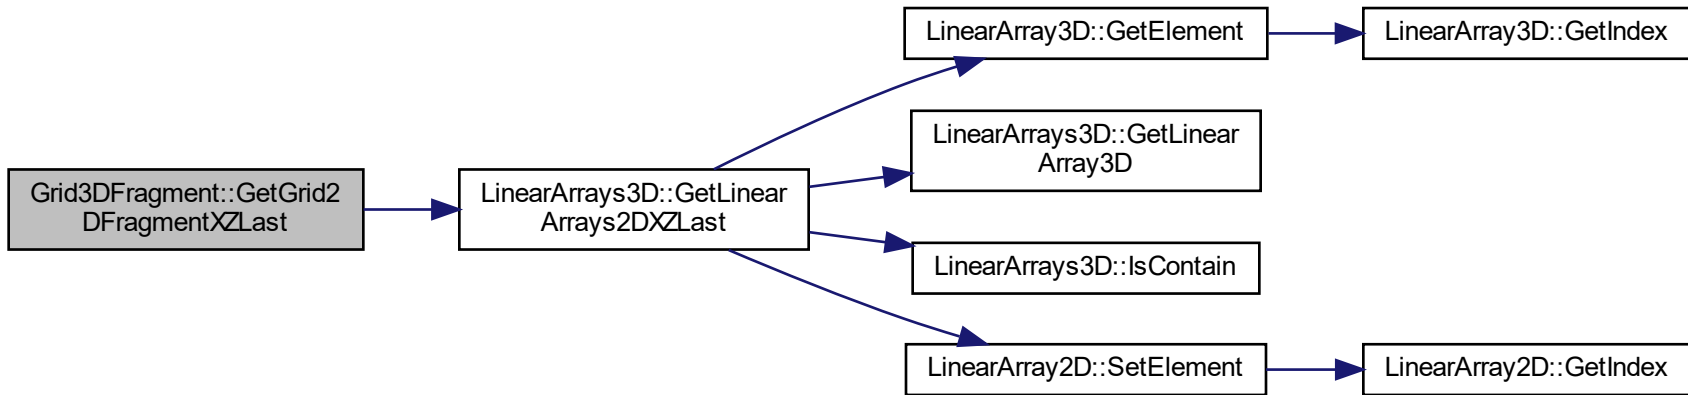 Grid3DFragment::GetGrid2
DFragmentXZLast
LinearArrays3D::GetLinear
Arrays2DXZLast
LinearArray3D::GetElement
LinearArray3D::GetIndex
LinearArrays3D::GetLinear
Array3D
LinearArrays3D::IsContain
LinearArray2D::SetElement
LinearArray2D::GetIndex